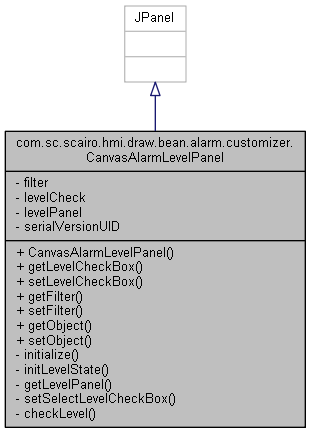 JPanel
com.sc.scairo.hmi.draw.bean.alarm.customizer.
CanvasAlarmLevelPanel
- filter
- levelCheck
- levelPanel
- serialVersionUID
+ CanvasAlarmLevelPanel()
+ getLevelCheckBox()
+ setLevelCheckBox()
+ getFilter()
+ setFilter()
+ getObject()
+ setObject()
- initialize()
- initLevelState()
- getLevelPanel()
- setSelectLevelCheckBox()
- checkLevel()